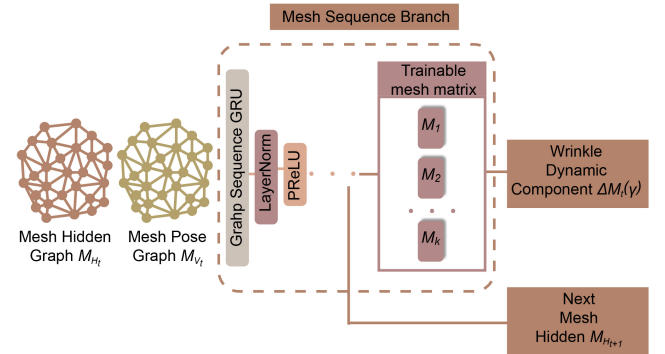 Mesh Sequence Branch
Trainable
mesh matrix
Grahp Sequence GRU
LayerNorm
PReLU
M1
M2
Mk
Mesh Hidden
Graph MHt
Mesh Pose
Graph MVt
Wrinkle
Dynamic
Component ΔMt(γ)
Next
Mesh
Hidden MHt+1